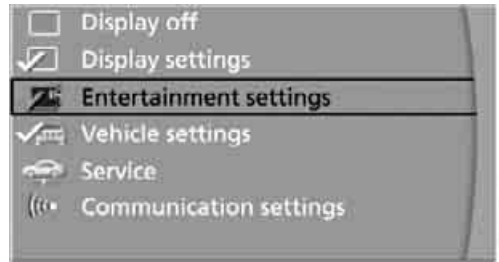 Display off
Display settings
Entertainment settings
Vehicle settings
Service
Communication settings